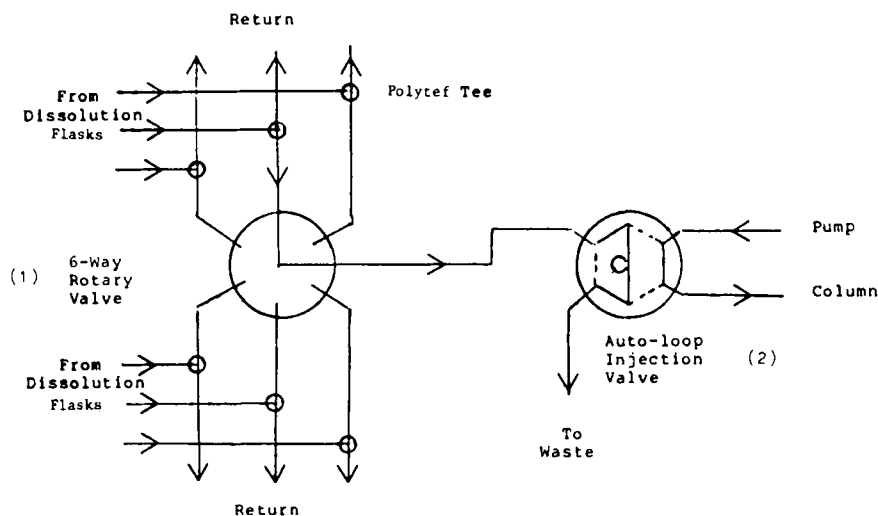 Return
From
Dissolution
Flasks
Polytef Tee
(1)
6-Way
Rotary
Valve
Pump
C
Column
Auto-loop
Injection
Valve
(2)
From
Dissolution
Flasks
To
Waste
Return